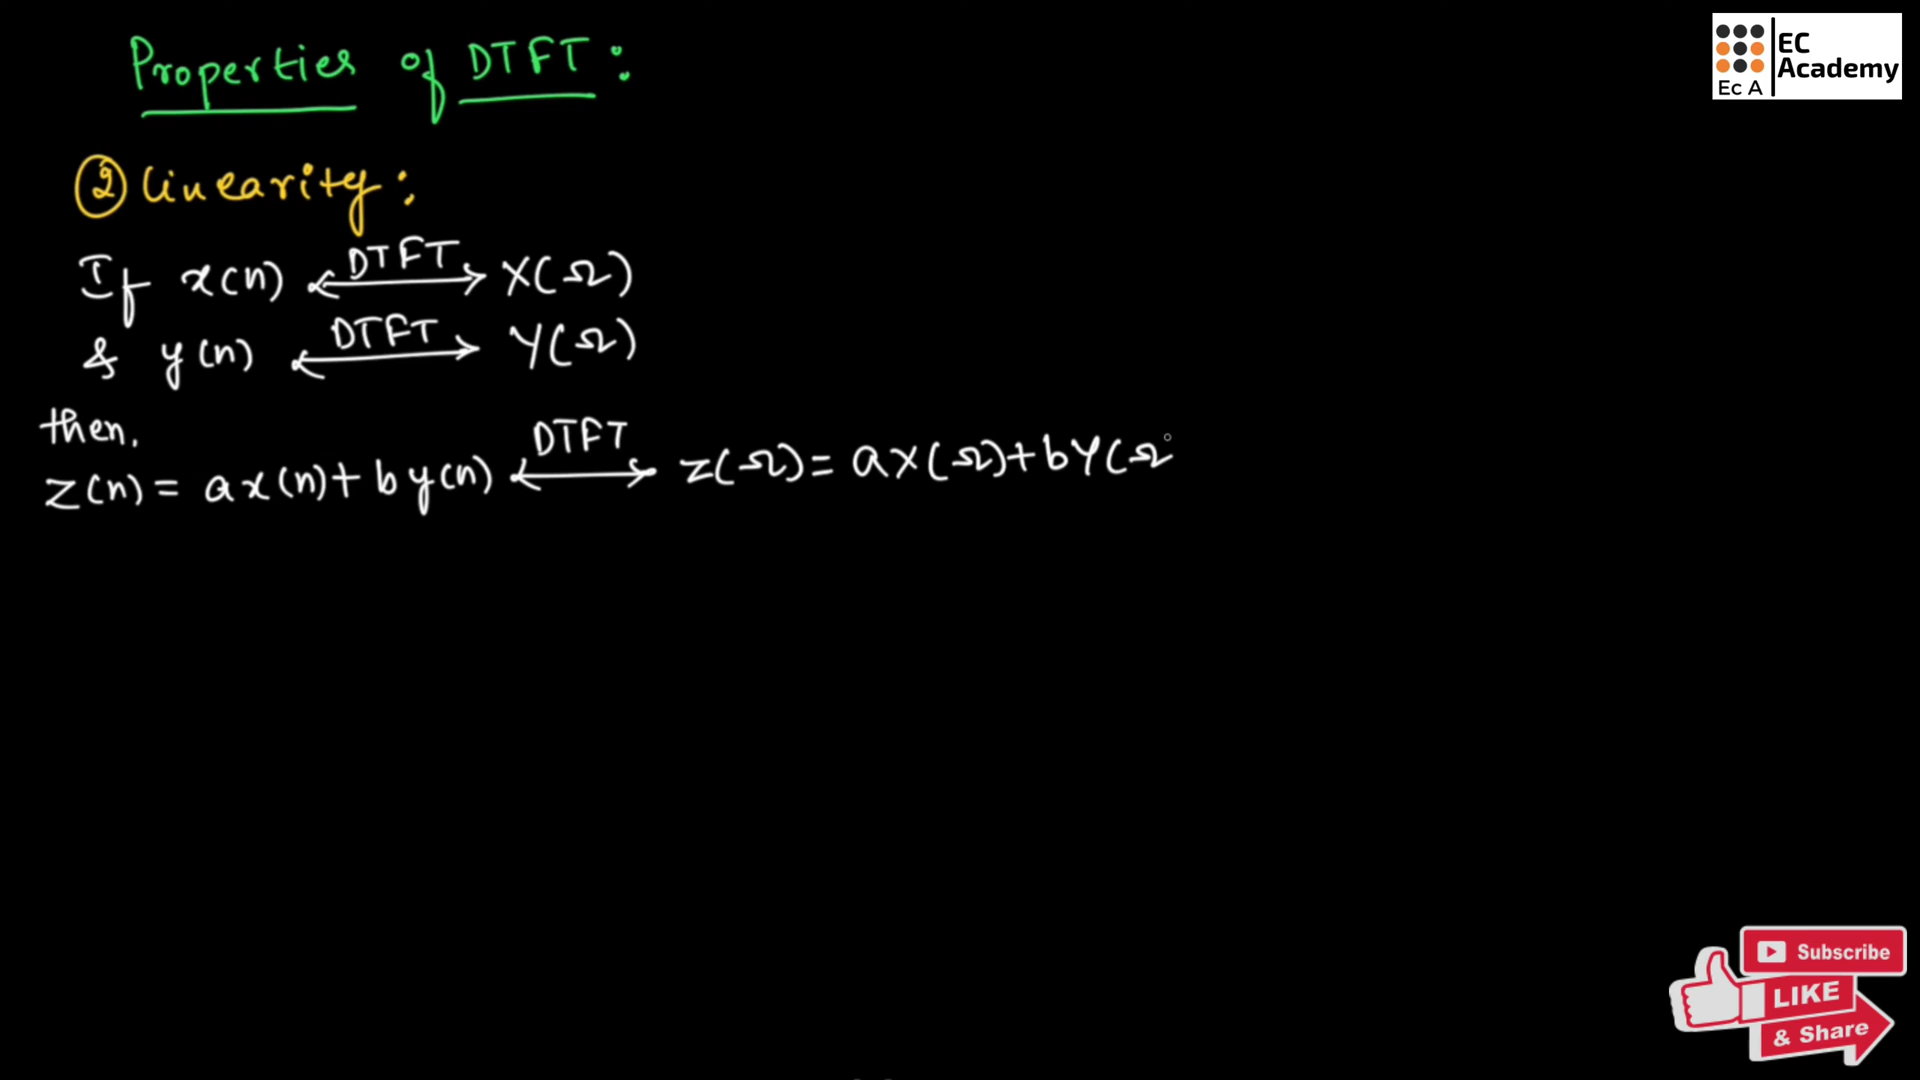 Properties of DTFT :
EC
Academy
Ec A
② Linearity :
If x(n) <-DTFT-> X(Ω)
& y(n) <-DTFT-> Y(Ω)
then,
z(n) = a x(n) + b y(n) <-DTFT-> z(Ω) = a X(Ω) + b Y(Ω
Subscribe
LIKE
& Share